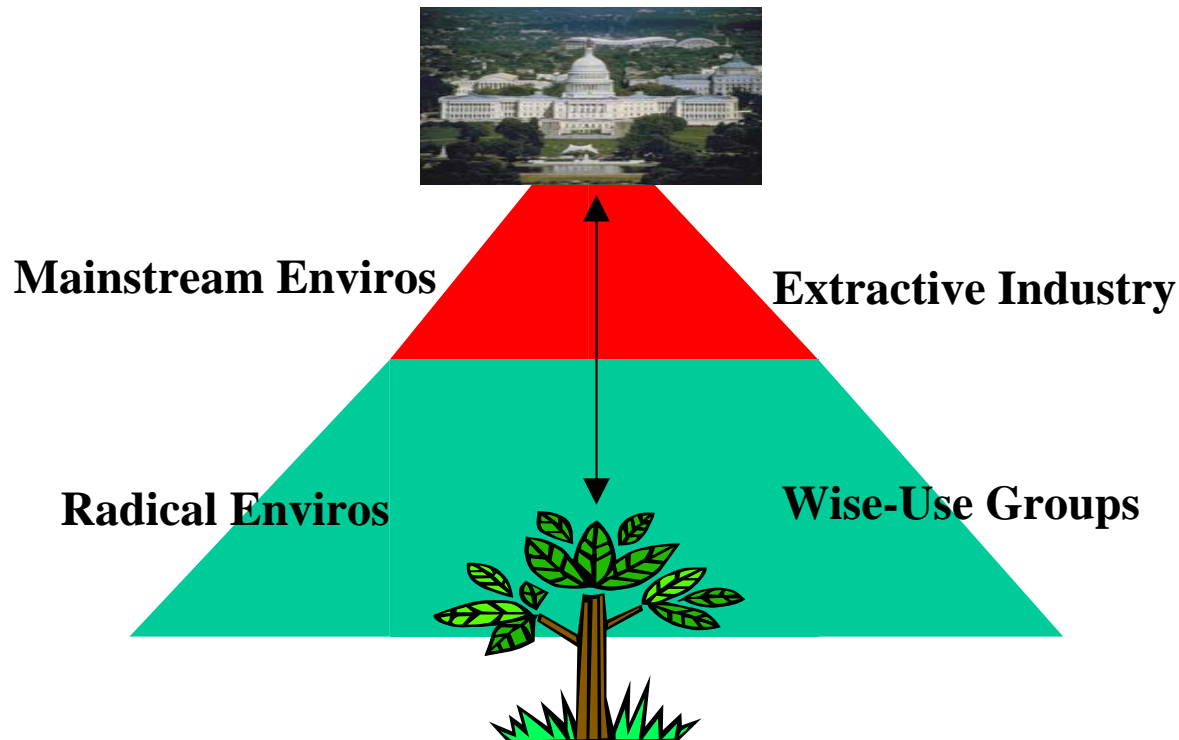 Mainstream Enviros
Extractive Industry
Radical Enviros
Wise-Use Groups